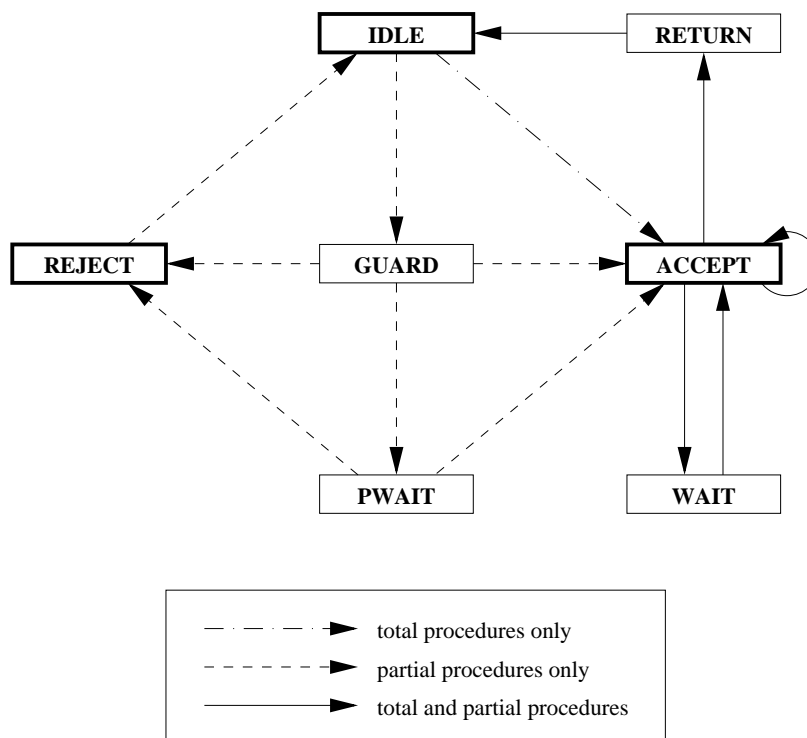 IDLE
RETURN
REJECT
GUARD
ACCEPT
PWAIT
WAIT
total procedures only
partial procedures only
total and partial procedures